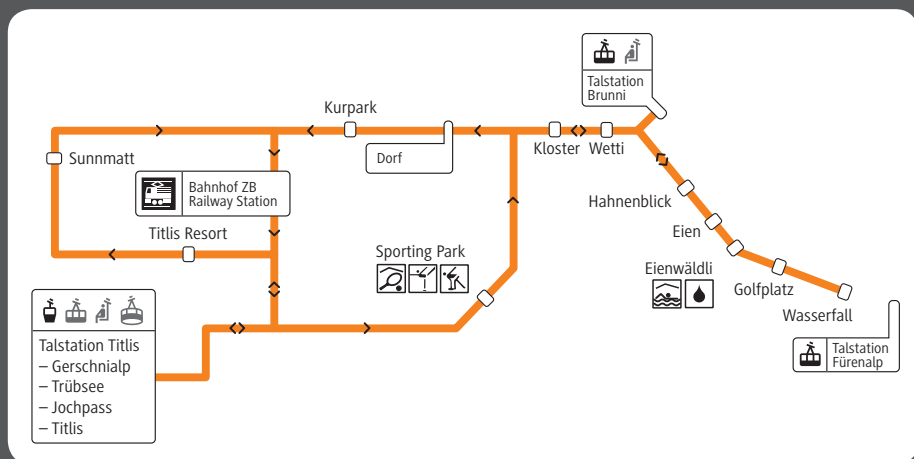 Talstation
Brunni
Kurpark
Dorf
Kloster
Wetti
Sunnmatt
Bahnhof ZB
Railway Station
Hahnenblick
Titlis Resort
Eien
Sporting Park
Eienwäldli
Golfplatz
Wasserfall
Talstation Titlis
– Gerschnialp
– Trübsee
– Jochpass
– Titlis
Talstation
Fürenalp